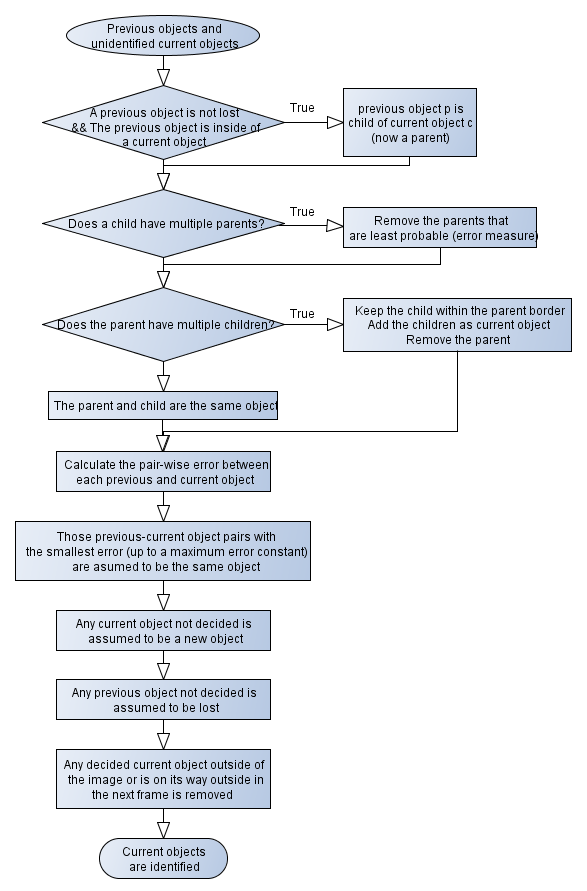 Previous objects and
unidentified current objects
A previous object is not lost
&& The previous object is inside of
a current object
True
previous object p is
child of current object c
(now a parent)
Does a child have multiple parents?
True
Remove the parents that
are least probable (error measure)
Does the parent have multiple children?
True
Keep the child within the parent border
Add the children as current object
Remove the parent
The parent and child are the same object
Calculate the pair-wise error between
each previous and current object
Those previous-current object pairs with
the smallest error (up to a maximum error constant)
are asumed to be the same object
Any current object not decided is
assumed to be a new object
Any previous object not decided is
assumed to be lost
Any decided current object outside of
the image or is on its way outside in
the next frame is removed
Current objects
are identified